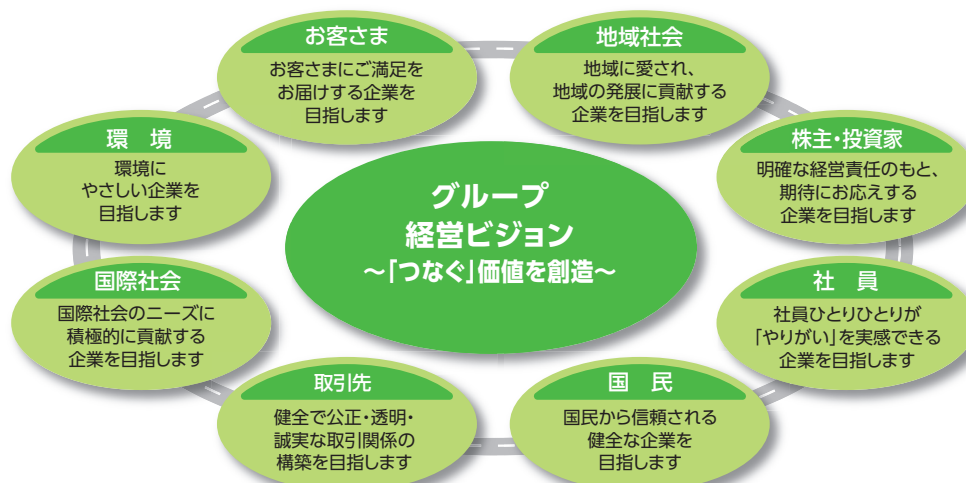 お客さま
お客さまにご満足を
お届けする企業を
目指します
地域社会
地域に愛され、
地域の発展に貢献する
企業を目指します
環　境
環境に
やさしい企業を
目指します
株主・投資家
明確な経営責任のもと、
期待にお応えする
企業を目指します
グループ
経営ビジョン
～「つなぐ」価値を創造～
国際社会
国際社会のニーズに
積極的に貢献する
企業を目指します
社　員
社員ひとりひとりが
「やりがい」を実感できる
企業を目指します
取引先
健全で公正・透明・
誠実な取引関係の
構築を目指します
国　民
国民から信頼される
健全な企業を
目指します